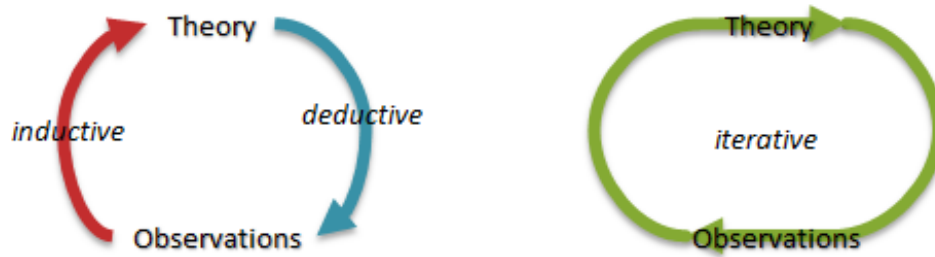 Theory
inductive
deductive
Observations
Theory
iterative
Observations